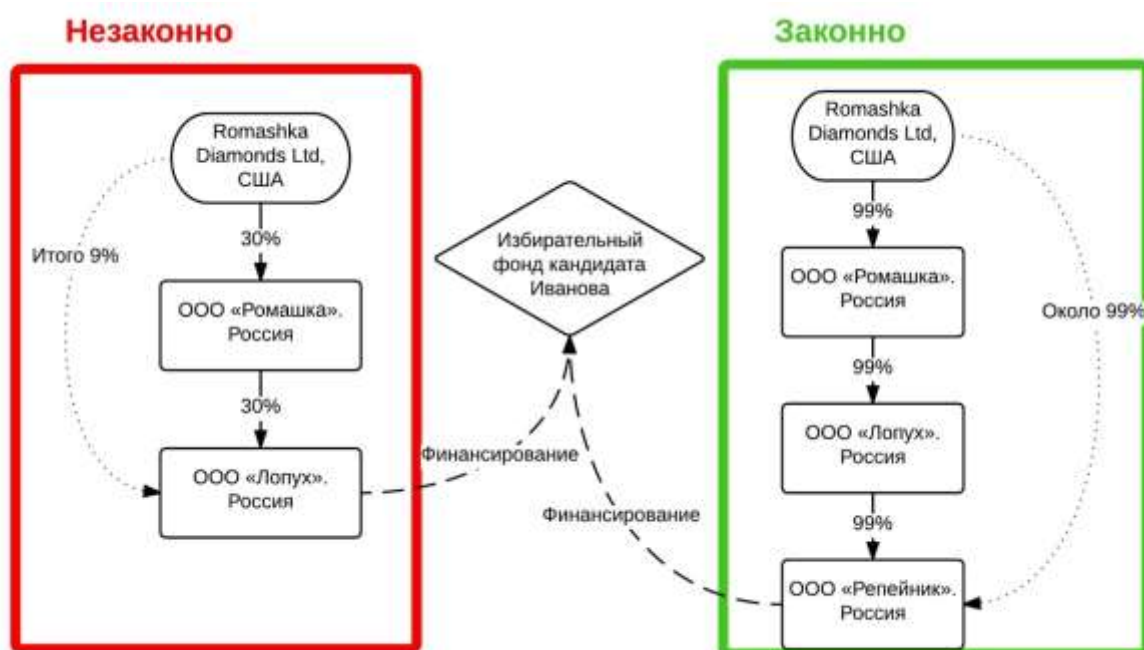 Незаконно
Romashka
Diamonds Ltd,
США
30%
Итого 9%
ООО «Ромашка».
Россия
30%
ООО «Лопух».
Россия
Финансирование
Избирательный
фонд кандидата
Иванова
Финансирование
Законно
Romashka
Diamonds Ltd,
США
99%
ООО «Ромашка».
Россия
Около 99%
99%
ООО «Лопух».
Россия
99%
ООО «Репейник».
Россия